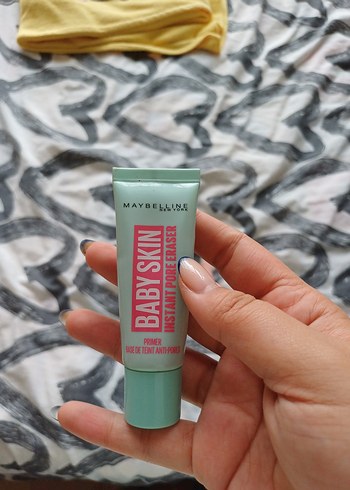 MAYBELLINE
NEW YORK
BABY SKIN
INSTANT PORE ERASER
PRIMER
BASE DE TEINT ANTI-PORES